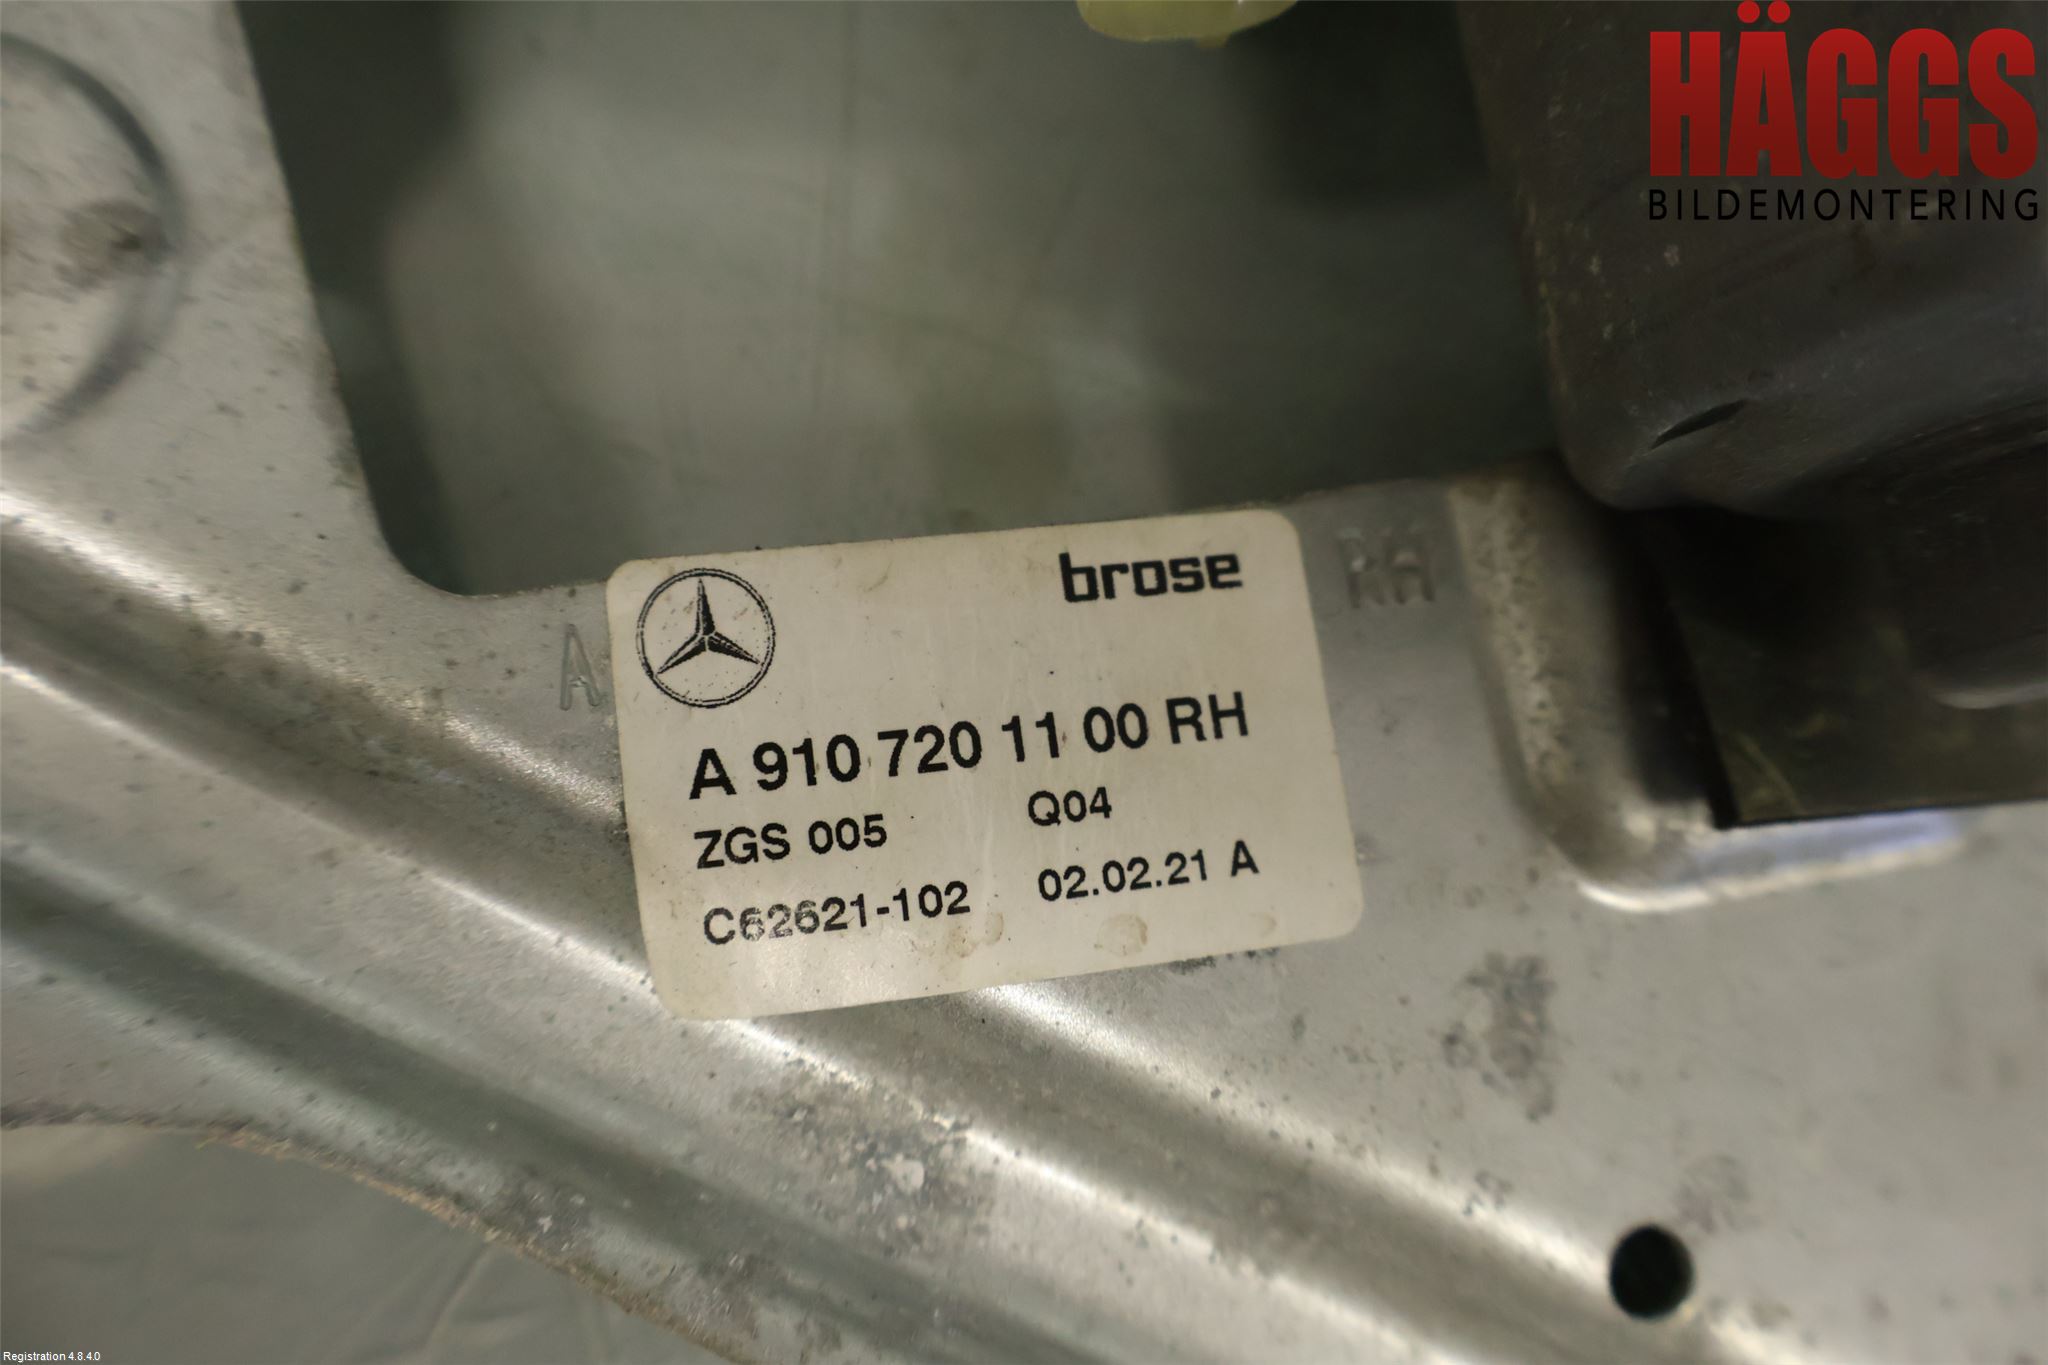 HÄGGS
BILDEMONTERING
brose
A
RH
A 910 720 11 00 RH
ZGS 005 Q04
C62621-102 02.02.21 A
Registration 4.8.4.0